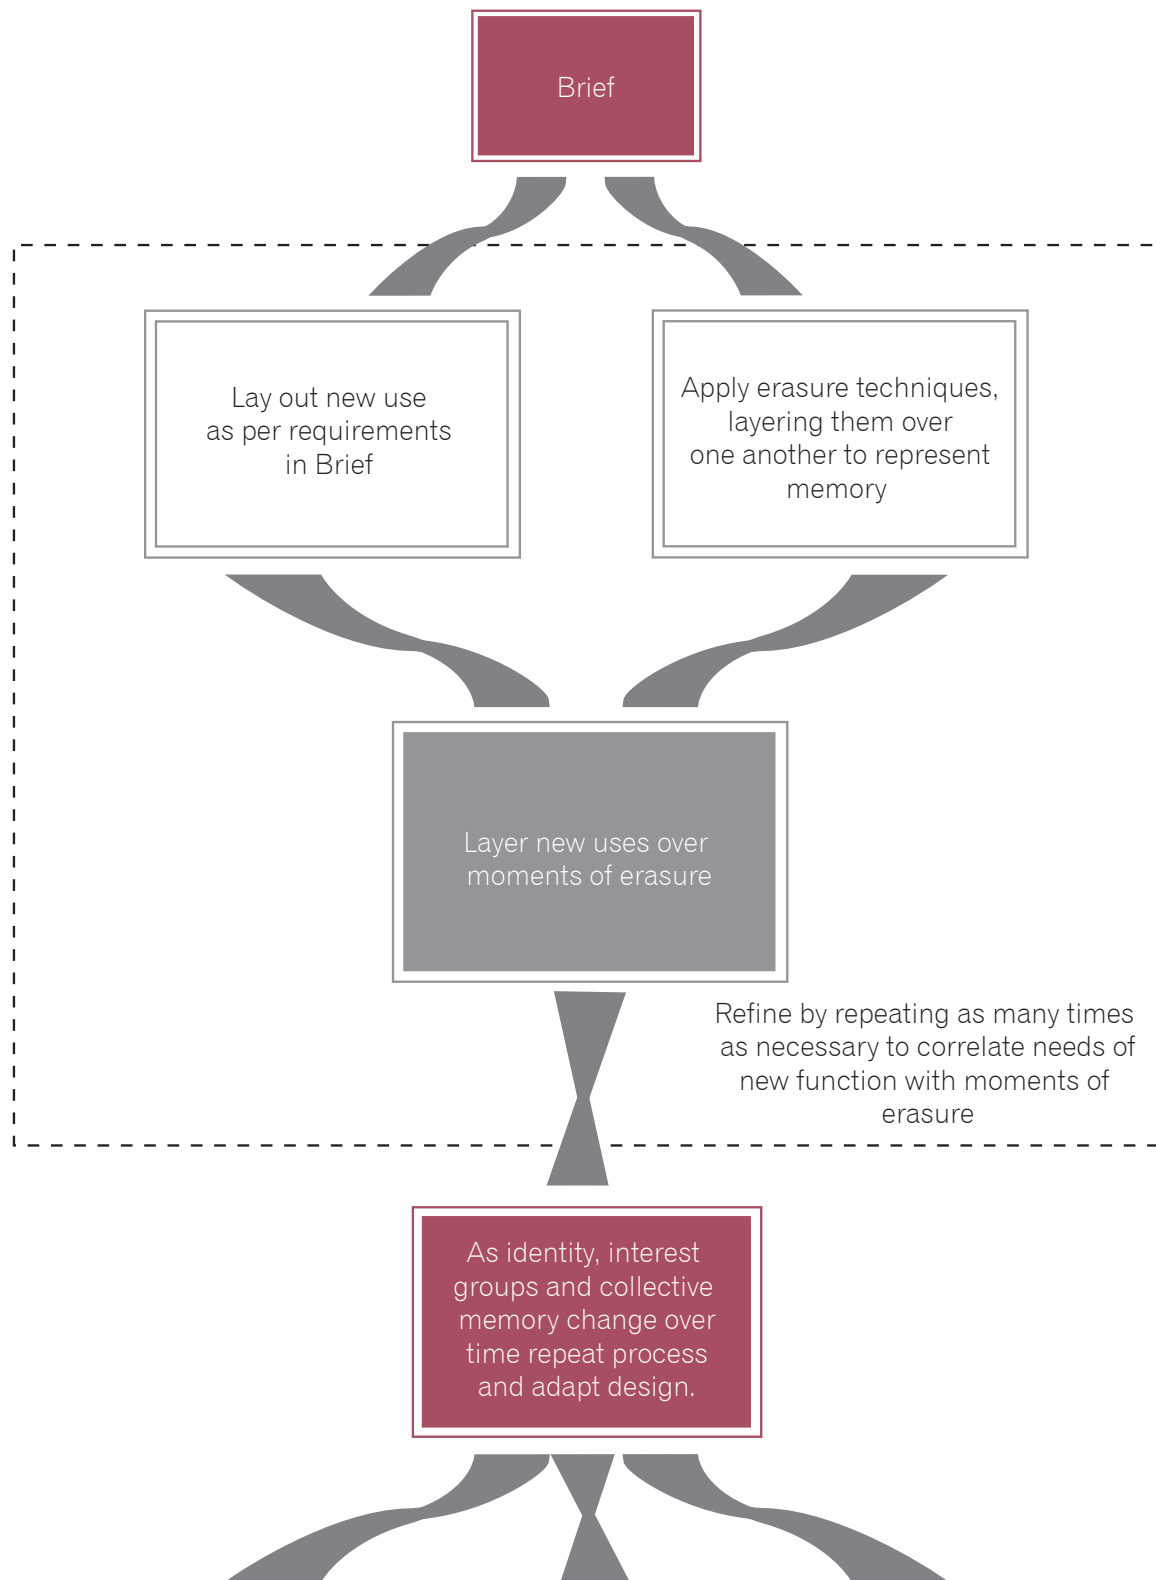 Brief
Lay out new use
as per requirements
in Brief
Apply erasure techniques,
layering them over
one another to represent
memory
Layer new uses over
moments of erasure
Refine by repeating as many times
as necessary to correlate needs of
new function with moments of
erasure
As identity, interest
groups and collective
memory change over
time repeat process
and adapt design.